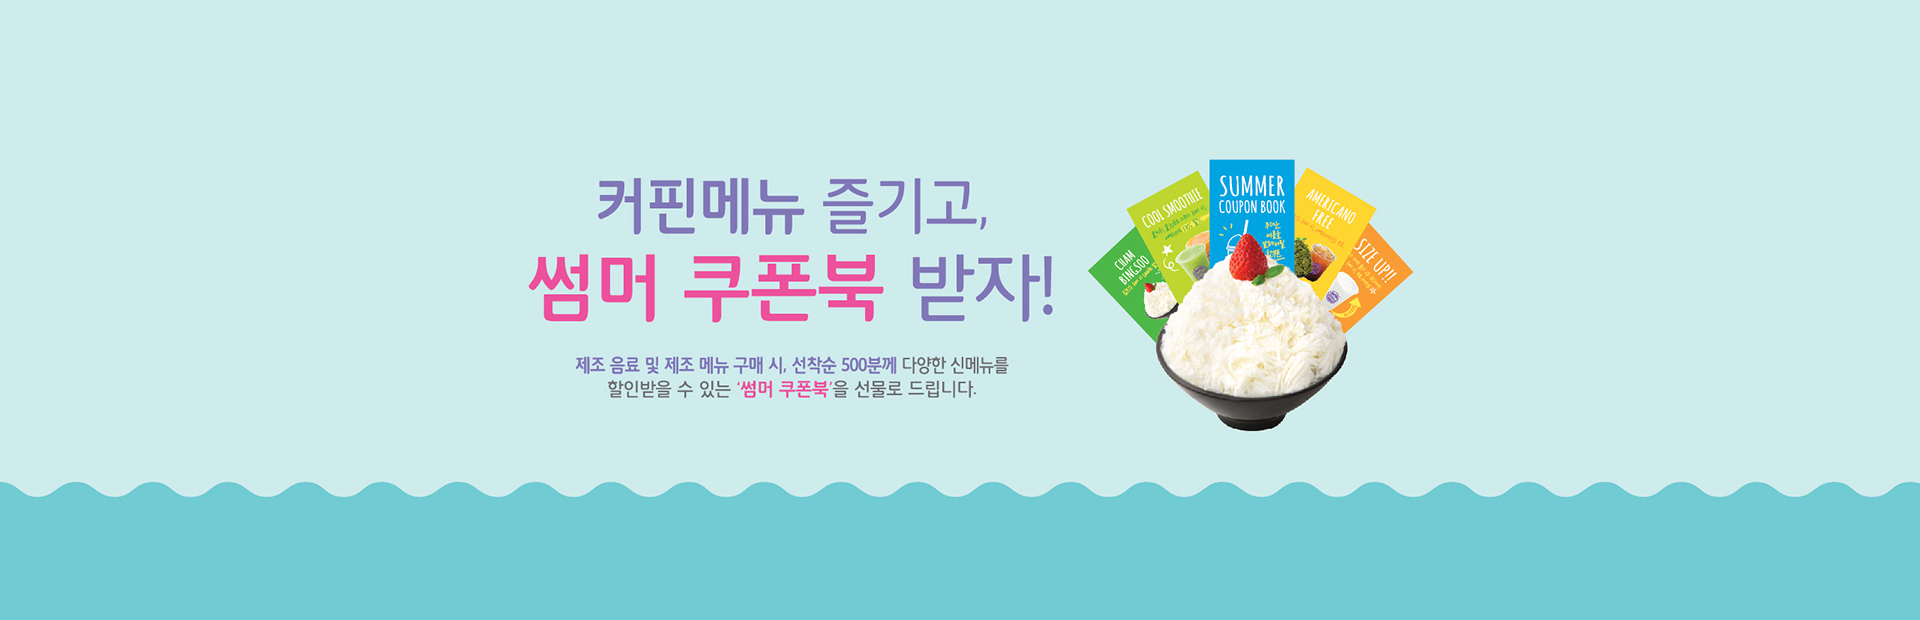 커핀메뉴 즐기고,
썸머 쿠폰북 받자!
제조 음료 및 제조 메뉴 구매 시, 선착순 500분께 다양한 신메뉴를
할인받을 수 있는 ‘썸머 쿠폰북’을 선물로 드립니다.
CHAM
BINGSOO
COOL SMOOTHIE
SUMMER
COUPON BOOK
AMERICANO
FREE
SIZE UP!!